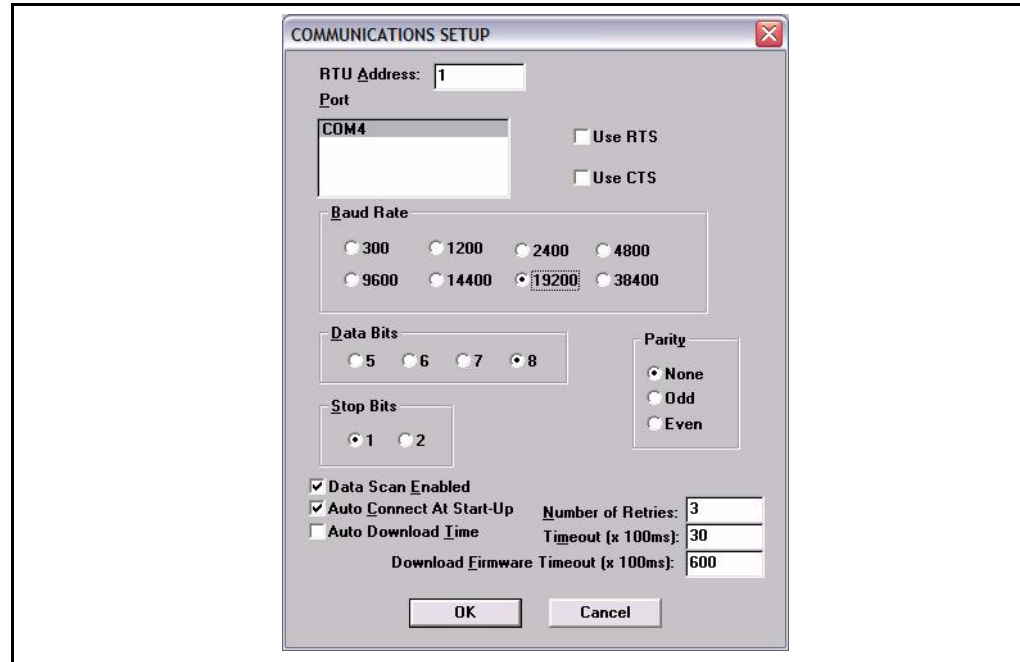 COMMUNICATIONS SETUP
RTU Address: 1
Port
COM4
Use RTS
Use CTS
Baud Rate
300 1200 2400 4800
9600 14400 19200 38400
Data Bits
5 6 7 8
Parity
None
Odd
Even
Stop Bits
1 2
Data Scan Enabled
Auto Connect At Start-Up
Auto Download Time
Number of Retries: 3
Timeout (x 100ms): 30
Download Firmware Timeout (x 100ms): 600
OK Cancel